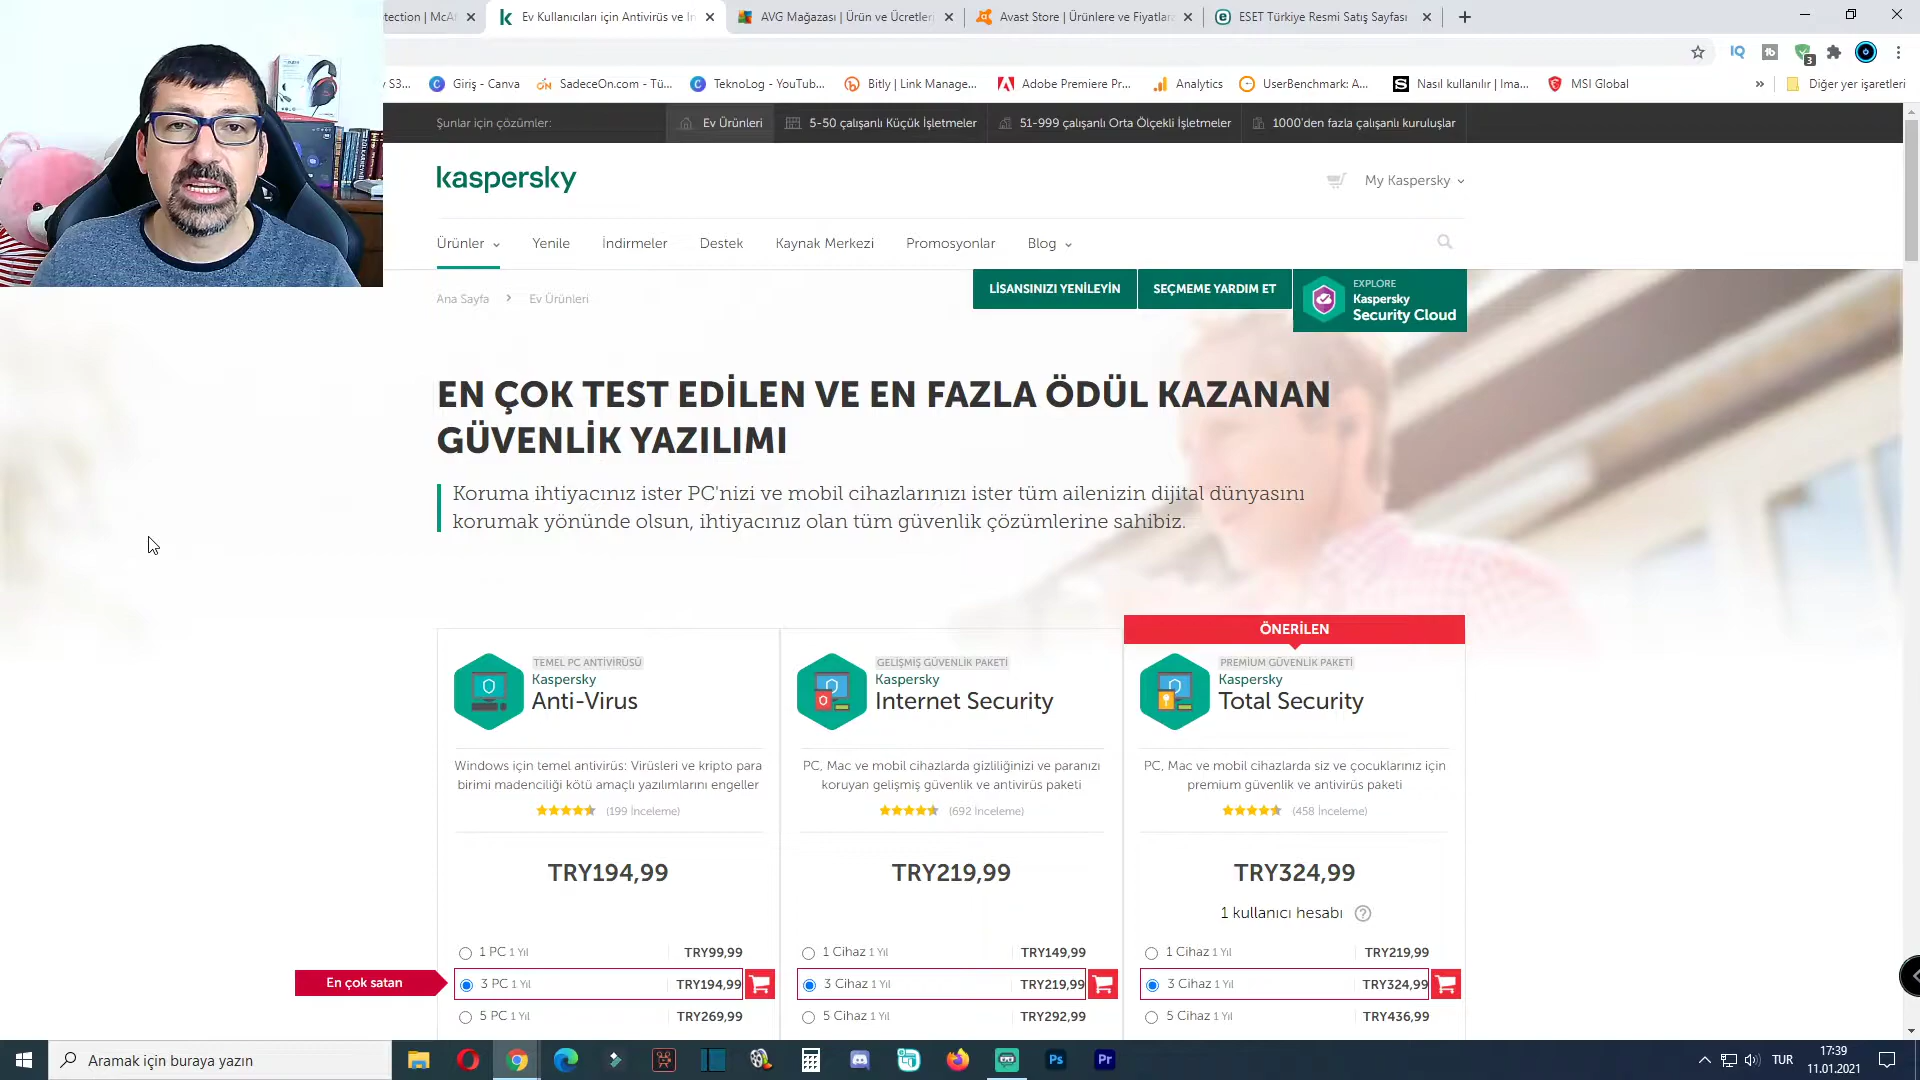 tection | McAf
Ev Kullanıcıları için Antivirüs ve In
AVG Mağazası | Ürün ve Ücretler
Avast Store | Ürünlere ve Fiyatlara
ESET Türkiye Resmi Satış Sayfası
S3...
Giriş - Canva
SadeceOn.com - Tü...
TeknoLog - YouTub...
Bitly | Link Manage...
Adobe Premiere Pr...
Analytics
UserBenchmark: A...
Nasıl kullanılır | Ima...
MSI Global
Diğer yer işaretleri
Şunlar için çözümler:
Ev Ürünleri
5-50 çalışanlı Küçük İşletmeler
51-999 çalışanlı Orta Ölçekli İşletmeler
1000'den fazla çalışanlı kuruluşlar
kaspersky
My Kaspersky
Ürünler
Yenile
İndirmeler
Destek
Kaynak Merkezi
Promosyonlar
Blog
Ana Sayfa > Ev Ürünleri
LİSANSINIZI YENİLEYİN
SEÇMEME YARDIM ET
EXPLORE
Kaspersky
Security Cloud
EN ÇOK TEST EDİLEN VE EN FAZLA ÖDÜL KAZANAN
GÜVENLİK YAZILIMI
Koruma ihtiyacınız ister PC'nizi ve mobil cihazlarınızı ister tüm ailenizin dijital dünyasını
korumak yönünde olsun, ihtiyacınız olan tüm güvenlik çözümlerine sahibiz.
TEMEL PC ANTİVİRÜSÜ
Kaspersky
Anti-Virus
Windows için temel antivirüs: Virüsleri ve kripto para
birimi madenciliği kötü amaçlı yazılımlarını engeller
(199 İnceleme)
TRY194,99
1 PC 1 Yıl TRY99,99
En çok satan
3 PC 1 Yıl TRY194,99
5 PC 1 Yıl TRY269,99
GELİŞMİŞ GÜVENLİK PAKETİ
Kaspersky
Internet Security
PC, Mac ve mobil cihazlarda gizliliğinizi ve paranızı
koruyan gelişmiş güvenlik ve antivirüs paketi
(692 İnceleme)
TRY219,99
1 Cihaz 1 Yıl TRY149,99
3 Cihaz 1 Yıl TRY219,99
5 Cihaz 1 Yıl TRY292,99
ÖNERİLEN
PREMIUM GÜVENLİK PAKETİ
Kaspersky
Total Security
PC, Mac ve mobil cihazlarda siz ve çocuklarınız için
premium güvenlik ve antivirüs paketi
(458 İnceleme)
TRY324,99
1 kullanıcı hesabı
1 Cihaz 1 Yıl TRY219,99
3 Cihaz 1 Yıl TRY324,99
5 Cihaz 1 Yıl TRY436,99
Aramak için buraya yazın
Ps
Pr
TUR
17:39
11.01.2021